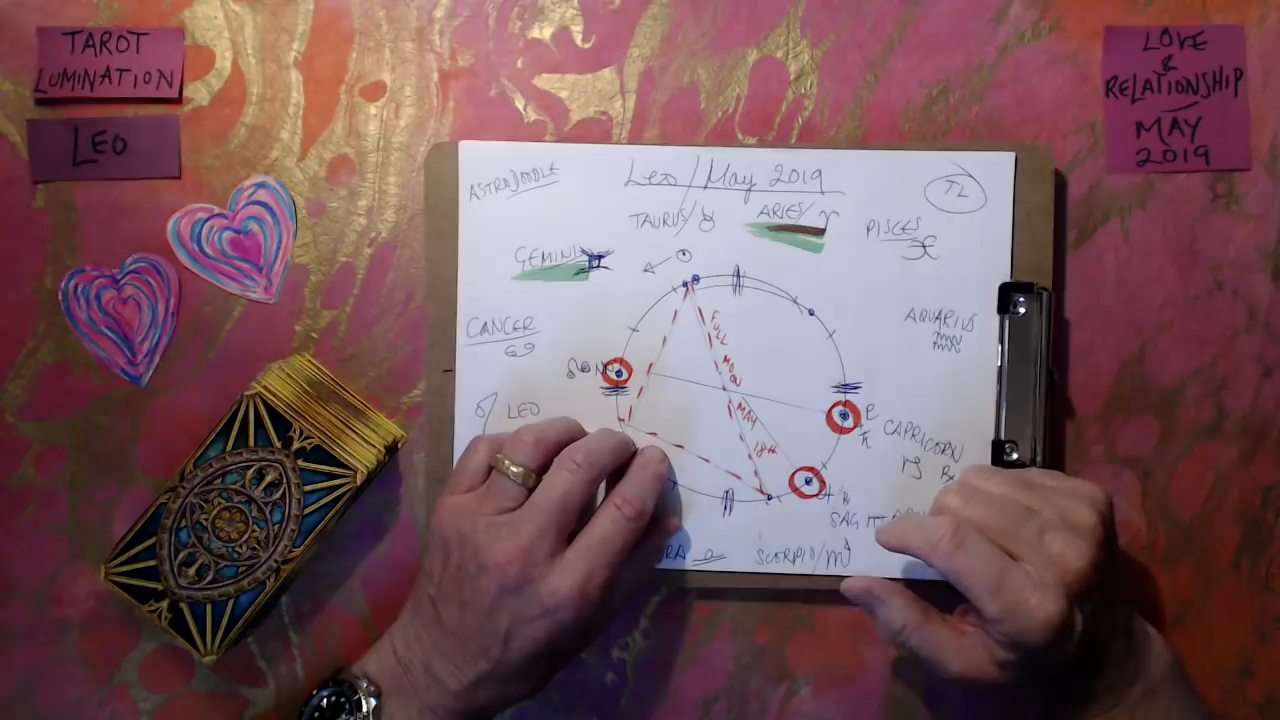 TAROT
LUMINATION
LEO
LOVE
&
RELATIONSHIP
MAY
2019
ASTRODOODLE
Leo/May 2019
TL
TAURUS/♉
ARIES/♈
PISCES
♓
GEMINI ♊
CANCER
♋
AQUARIUS
♒
LEO
FULL
MOON
MAY
18th
CAPRICORN
♑ ℞
SCORPIO/♏